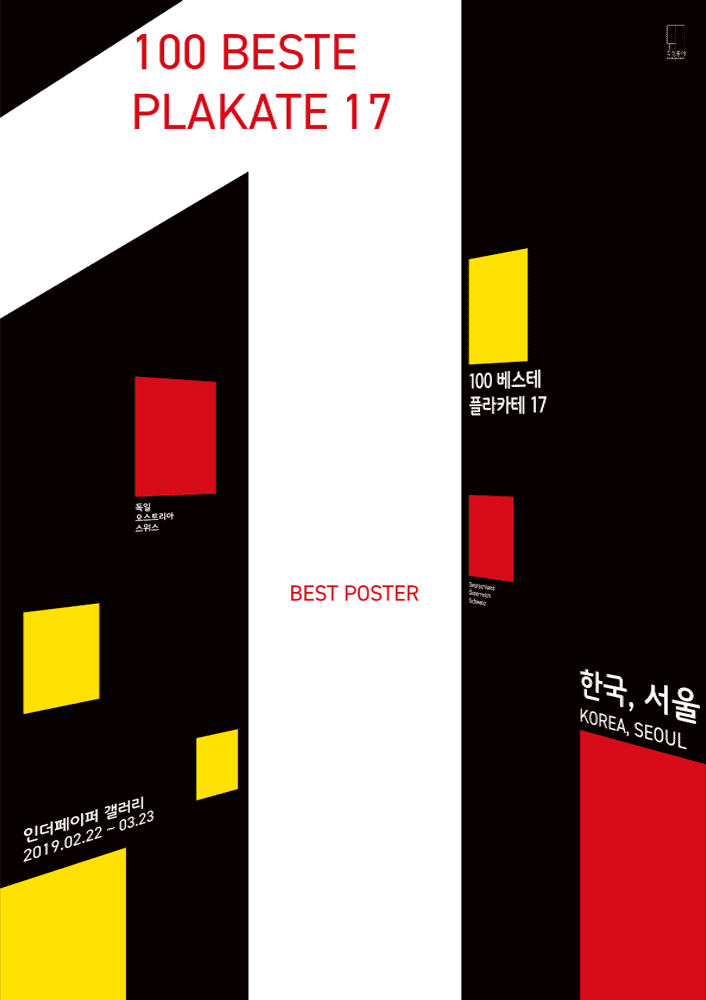 100 BESTE
PLAKATE 17
100 베스테
플라카테 17
독일
오스트리아
스위스
Deutschland
Österreich
Schweiz
BEST POSTER
한국, 서울
KOREA, SEOUL
인더페이퍼 갤러리
2019.02.22 ~ 03.23